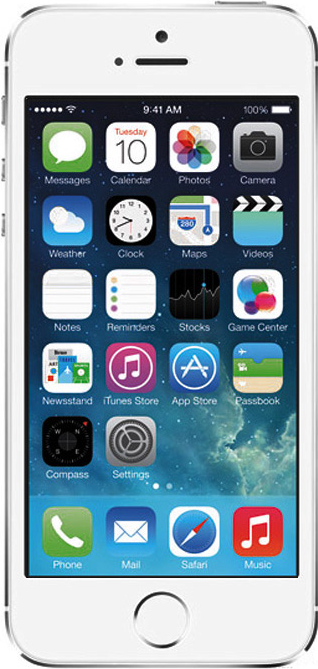 9:41 AM 100%
Tuesday
10
Messages Calendar Photos Camera
280
Weather Clock Maps Videos
Notes Reminders Stocks Game Center
Newsstand iTunes Store App Store Passbook
Compass Settings
Phone Mail Safari Music